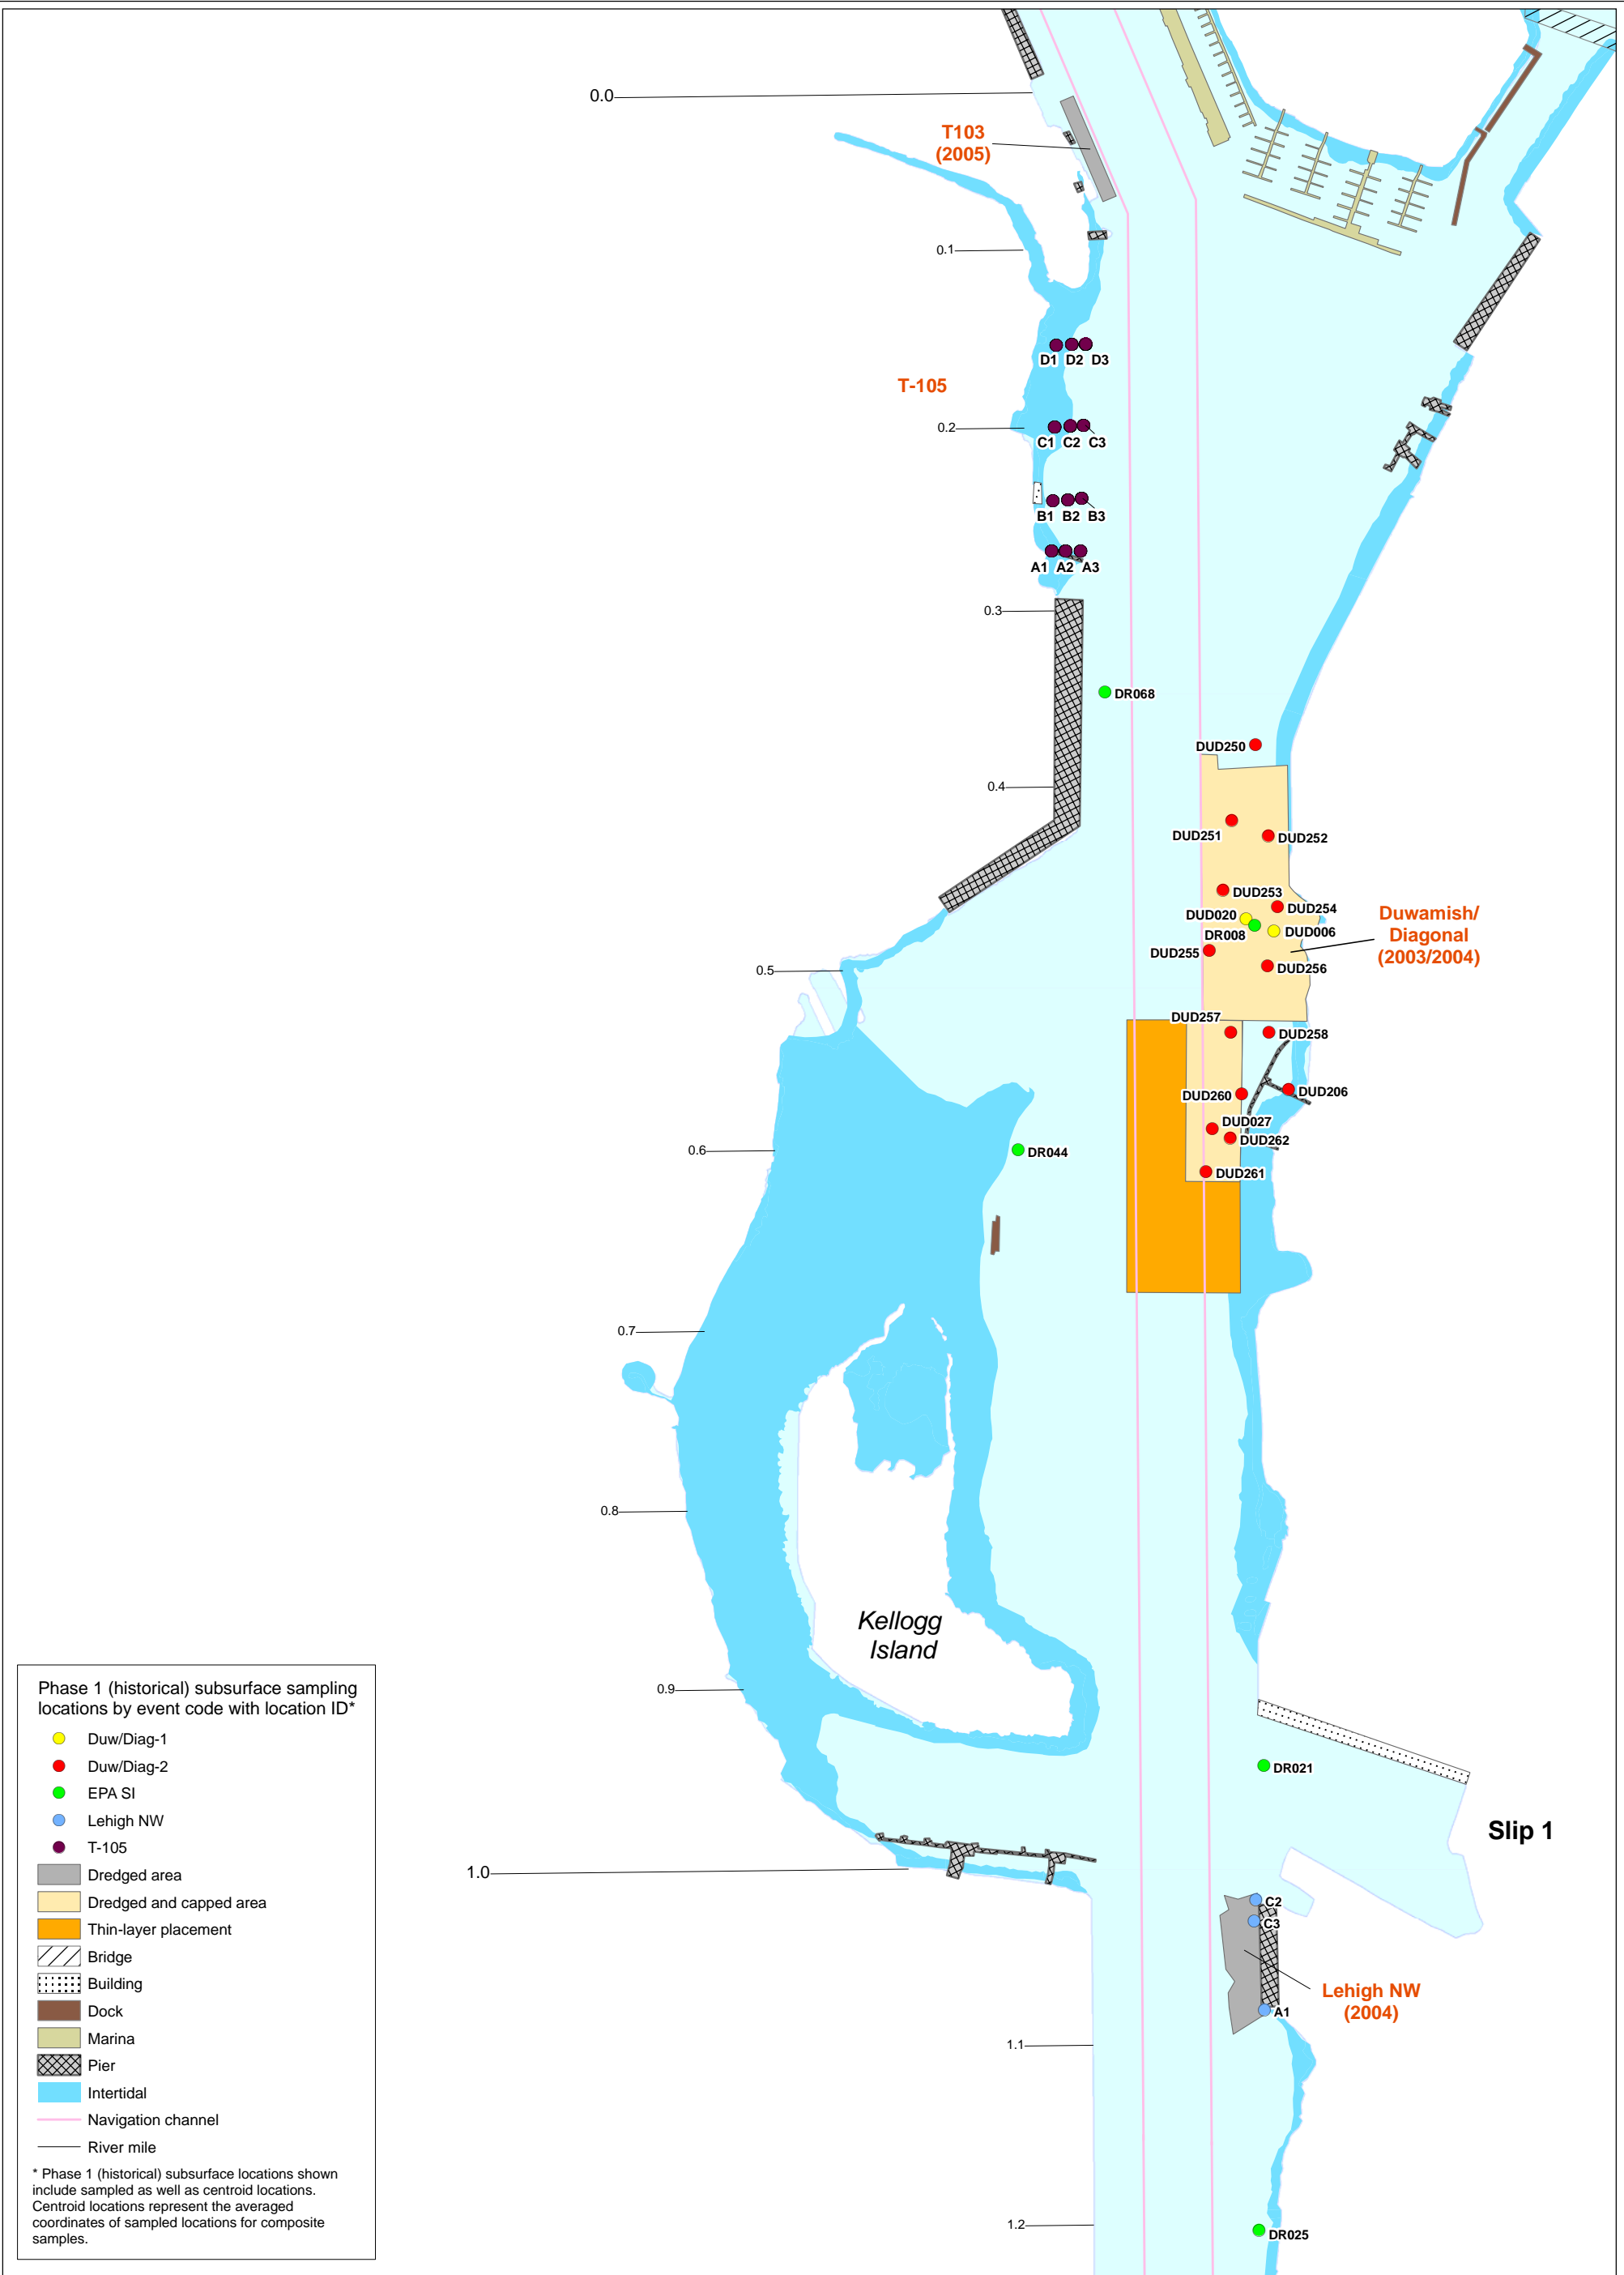 0.0
T103
(2005)
0.1
D1 D2 D3
T-105
0.2
C1 C2 C3
B1 B2 B3
A1 A2 A3
0.3
DR068
DUD250
0.4
DUD251
DUD252
DUD253
DUD254
DUD020
DUD006
DR008
DUD255
DUD256
Duwamish/
Diagonal
(2003/2004)
0.5
DUD257
DUD258
DUD260
DUD206
DUD027
DUD262
0.6
DR044
DUD261
0.7
0.8
Kellogg
Island
0.9
DR021
Slip 1
1.0
C2
C3
Lehigh NW
(2004)
A1
1.1
1.2
DR025
Phase 1 (historical) subsurface sampling
locations by event code with location ID*
Duw/Diag-1
Duw/Diag-2
EPA SI
Lehigh NW
T-105
Dredged area
Dredged and capped area
Thin-layer placement
Bridge
Building
Dock
Marina
Pier
Intertidal
Navigation channel
River mile
* Phase 1 (historical) subsurface locations shown
include sampled as well as centroid locations.
Centroid locations represent the averaged
coordinates of sampled locations for composite
samples.